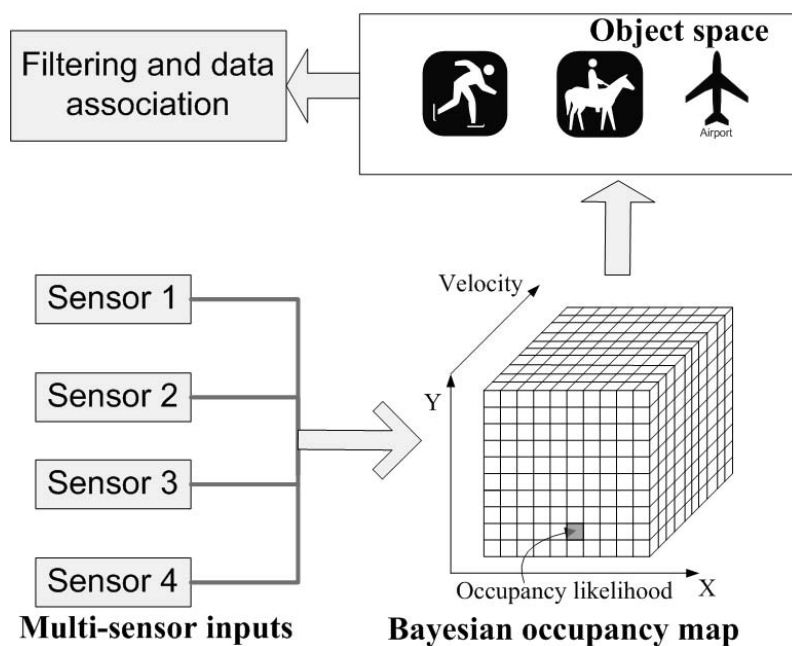 Object space
Filtering and data
association
Airport
Velocity
Sensor 1
Sensor 2
Sensor 3
Sensor 4
Y
Occupancy likelihood
X
Multi-sensor inputs
Bayesian occupancy map